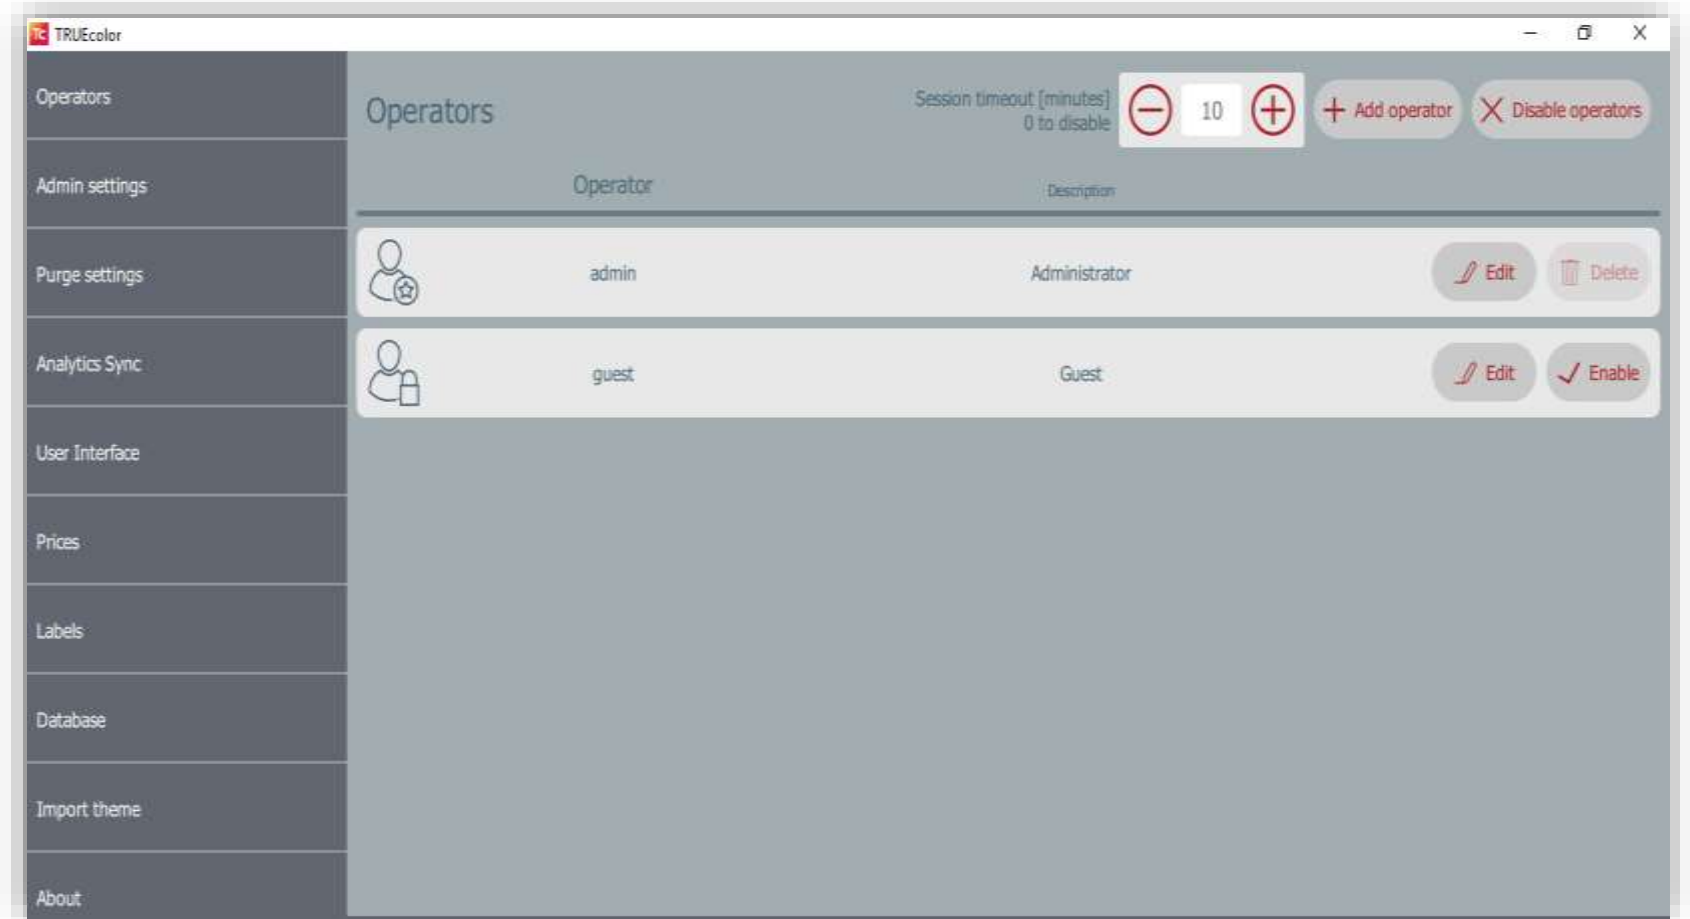 Tc TRUEcolor
Operators
Admin settings
Purge settings
Analytics Sync
User Interface
Prices
Labels
Database
Import theme
About
Operators
Session timeout [minutes]
0 to disable
10
Add operator
Disable operators
Operator
Description
admin
Administrator
Edit
Delete
guest
Guest
Edit
Enable